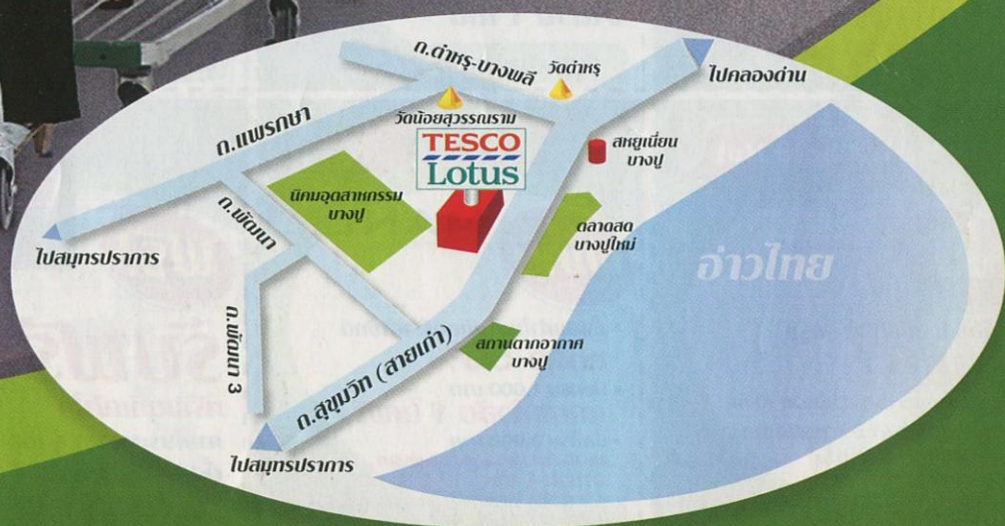 ถ.ตำหรุ-บางพลี
วัดตำหรุ
ไปคลองด่าน
ถ.แพรกษา
วัดน้อยสุวรรณราม
TESCO
Lotus
สหยูเนี่ยน
บางปู
นิคมอุตสาหกรรม
บางปู
ถ.พัฒนา
ตลาดสด
บางปูใหม่
อ่าวไทย
ไปสมุทรปราการ
ถ.พัฒนา 3
สถานตากอากาศ
บางปู
ถ.สุขุมวิท (สายเก่า)
ไปสมุทรปราการ